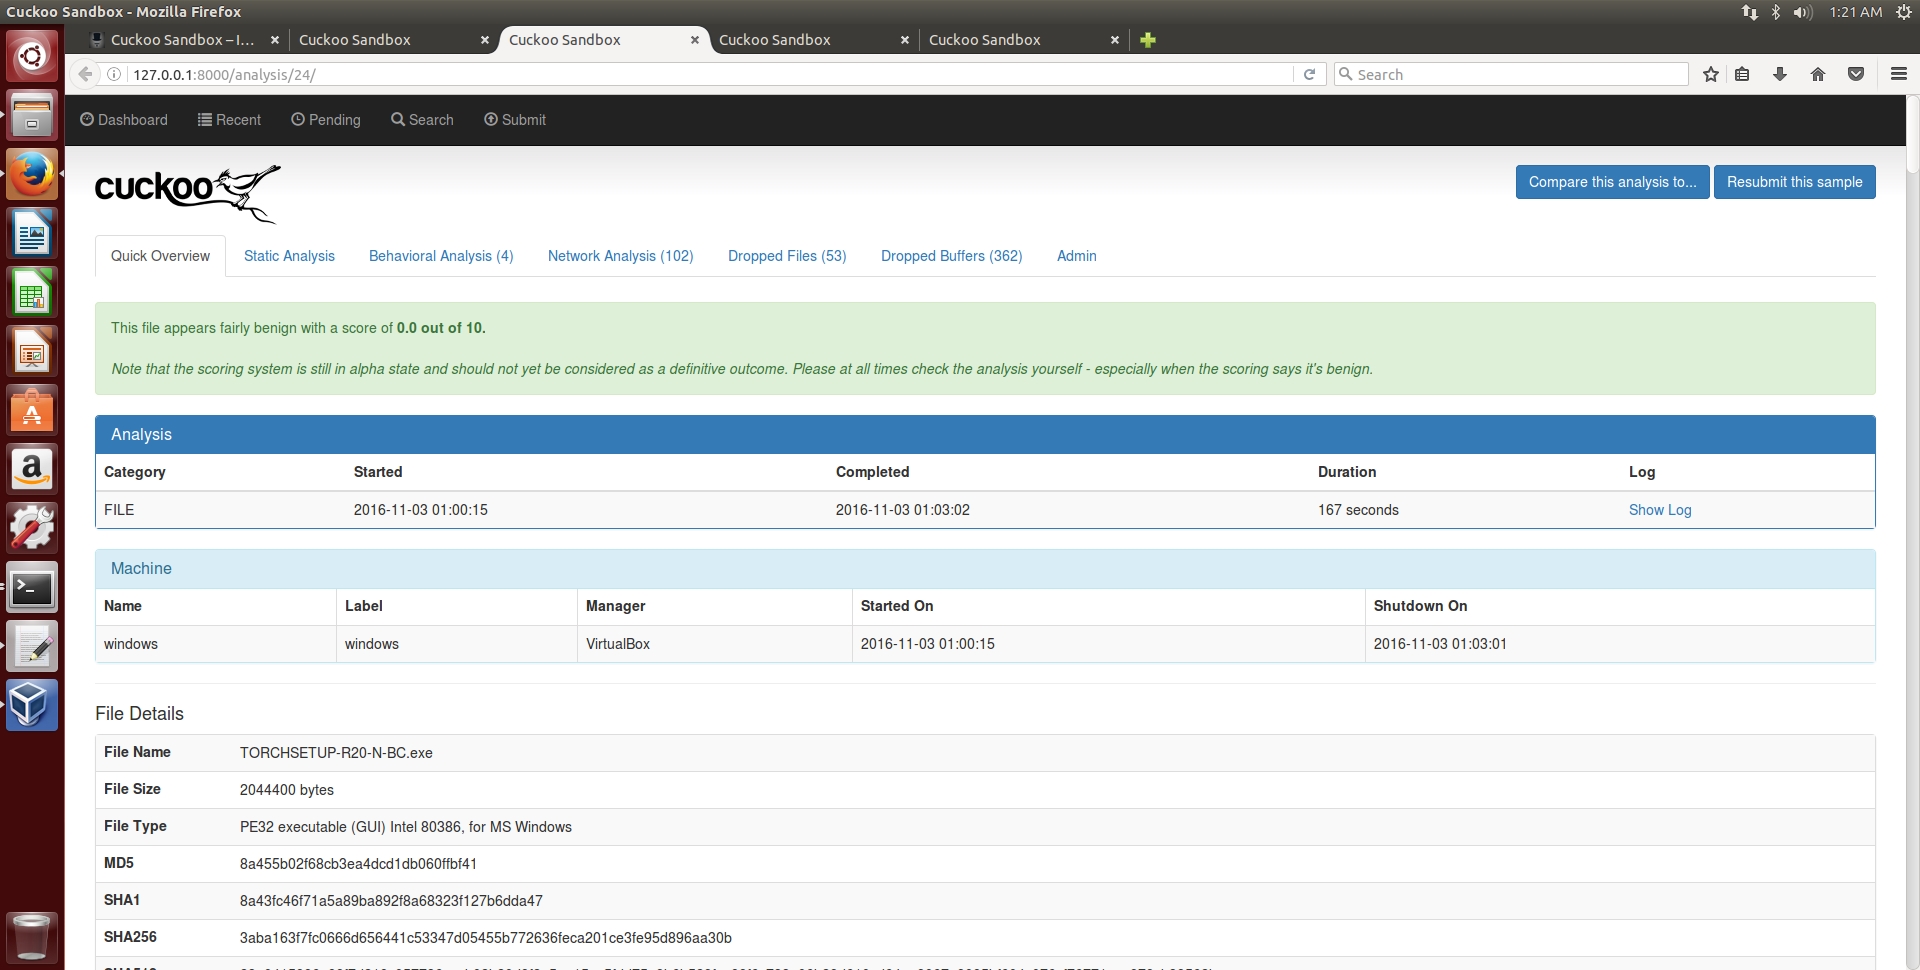 Cuckoo Sandbox - Mozilla Firefox
1:21 AM
Cuckoo Sandbox – I... Cuckoo Sandbox Cuckoo Sandbox Cuckoo Sandbox Cuckoo Sandbox
127.0.0.1:8000/analysis/24/ Search
Dashboard Recent Pending Search Submit
cuckoo
Compare this analysis to... Resubmit this sample
Quick Overview Static Analysis Behavioral Analysis (4) Network Analysis (102) Dropped Files (53) Dropped Buffers (362) Admin
This file appears fairly benign with a score of 0.0 out of 10.
Note that the scoring system is still in alpha state and should not yet be considered as a definitive outcome. Please at all times check the analysis yourself - especially when the scoring says it's benign.
Analysis
Category Started Completed Duration Log
FILE 2016-11-03 01:00:15 2016-11-03 01:03:02 167 seconds Show Log
Machine
Name Label Manager Started On Shutdown On
windows windows VirtualBox 2016-11-03 01:00:15 2016-11-03 01:03:01
File Details
File Name TORCHSETUP-R20-N-BC.exe
File Size 2044400 bytes
File Type PE32 executable (GUI) Intel 80386, for MS Windows
MD5 8a455b02f68cb3ea4dcd1db060ffbf41
SHA1 8a43fc46f71a5a89ba892f8a68323f127b6dda47
SHA256 3aba163f7fc0666d656441c53347d05455b772636feca201ce3fe95d896aa30b